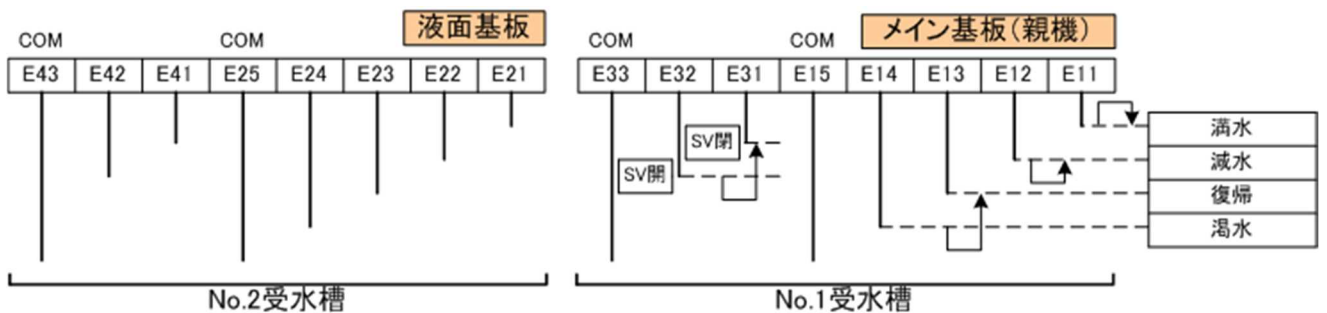 液面基板
メイン基板(親機)
COM COM COM COM
E43 E42 E41 E25 E24 E23 E22 E21 E33 E32 E31 E15 E14 E13 E12 E11
満水
SV閉
減水
SV開
復帰
渇水
No.2受水槽 No.1受水槽